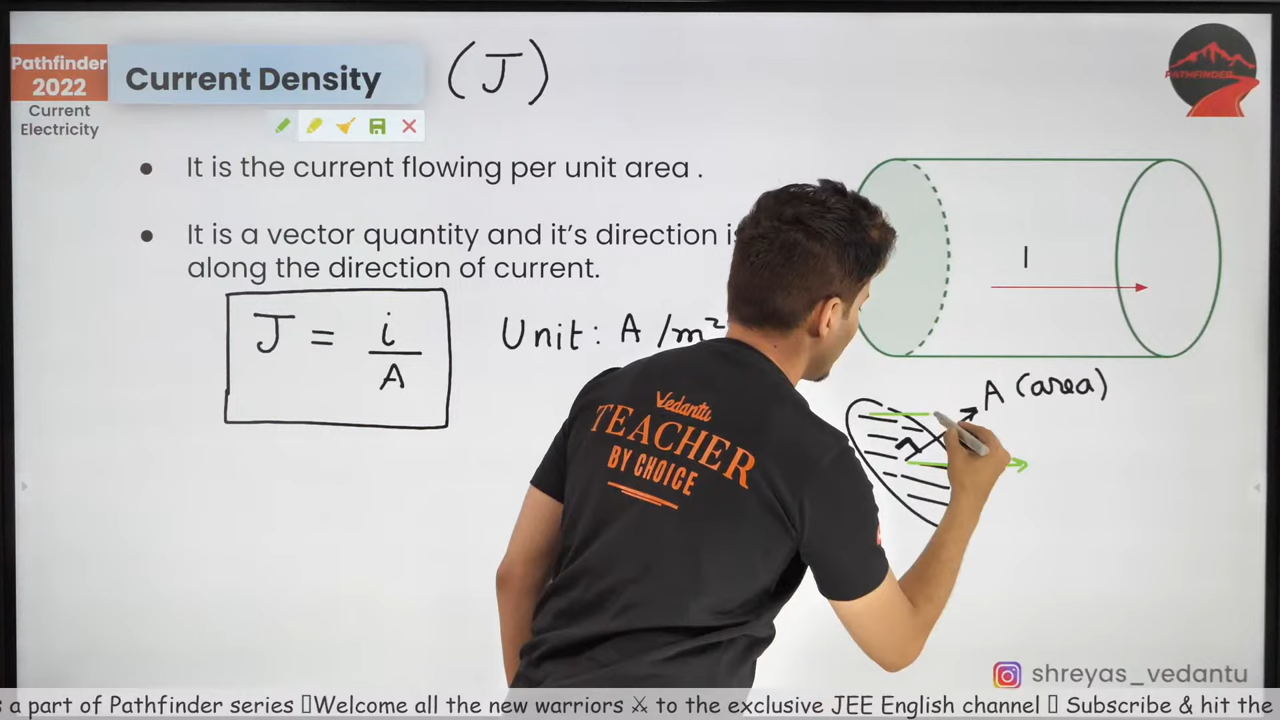 Pathfinder
2022
Current
Electricity
Current Density
(J)
PATHFINDER
It is the current flowing per unit area .
It is a vector quantity and it’s direction is
along the direction of current.
J = i/A
Unit: A /m²
I
A (area)
Vedantu
TEACHER
BY CHOICE
shreyas_vedantu
a part of Pathfinder series Welcome all the new warriors ⚔ to the exclusive JEE English channel Subscribe & hit the